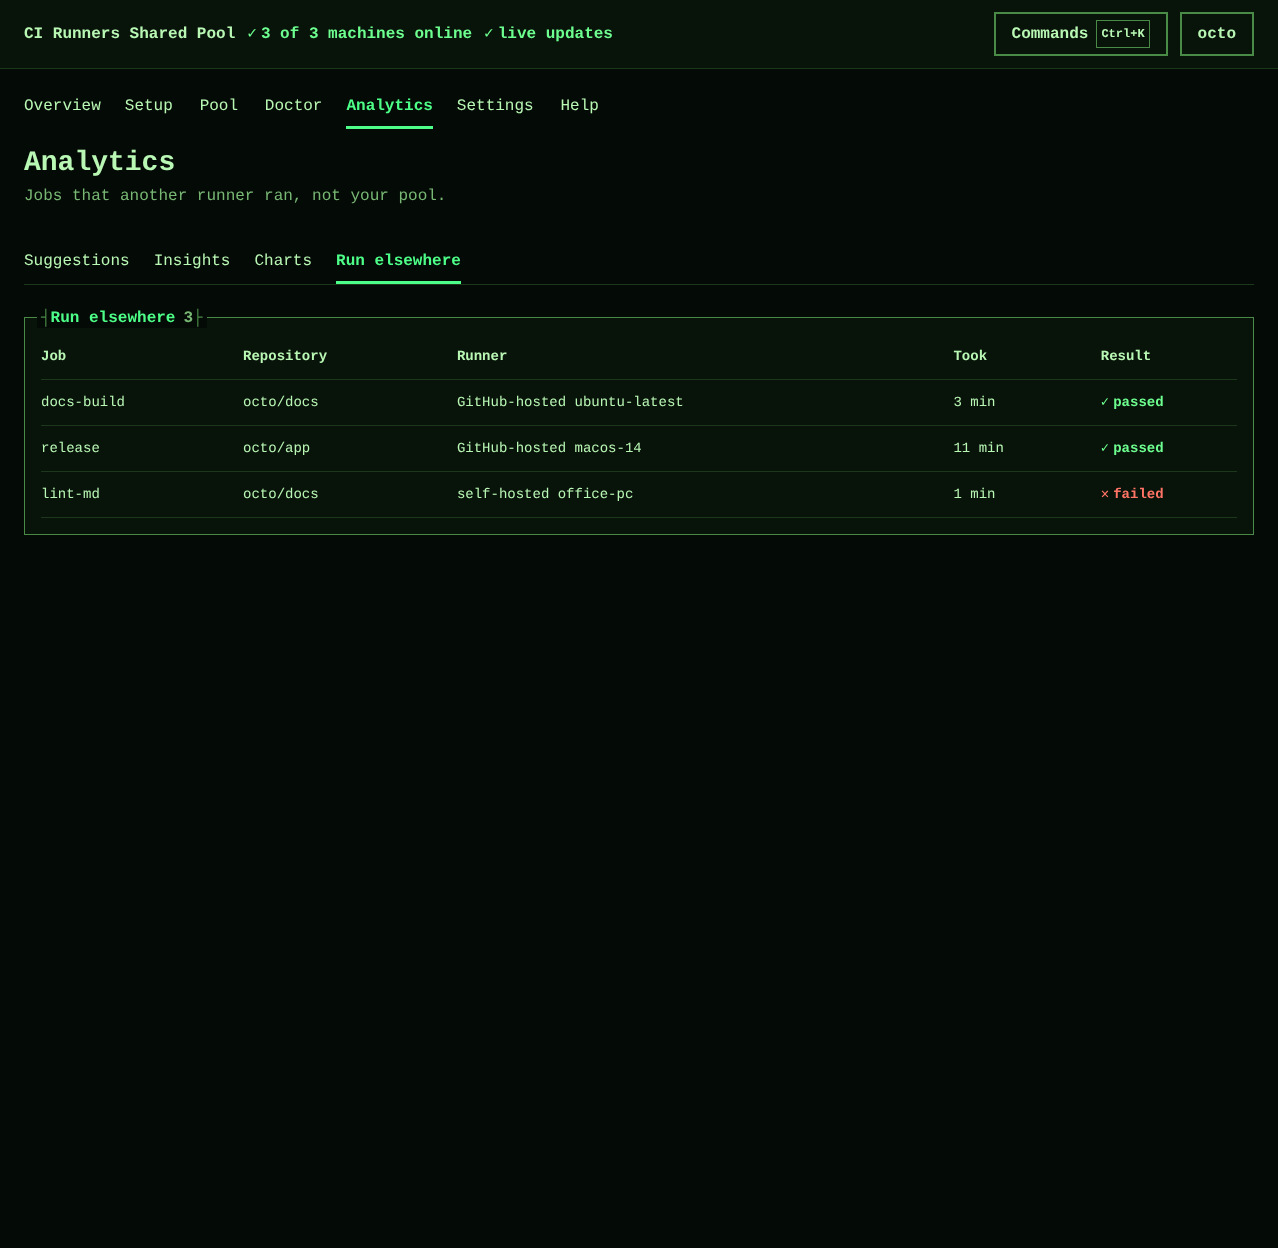 CI Runners Shared Pool ✓ 3 of 3 machines online ✓ live updates Commands Ctrl+K octo
Overview Setup Pool Doctor Analytics Settings Help
Analytics
Jobs that another runner ran, not your pool.
Suggestions Insights Charts Run elsewhere
Run elsewhere 3
Job Repository Runner Took Result
docs-build octo/docs GitHub-hosted ubuntu-latest 3 min ✓ passed
release octo/app GitHub-hosted macos-14 11 min ✓ passed
lint-md octo/docs self-hosted office-pc 1 min × failed